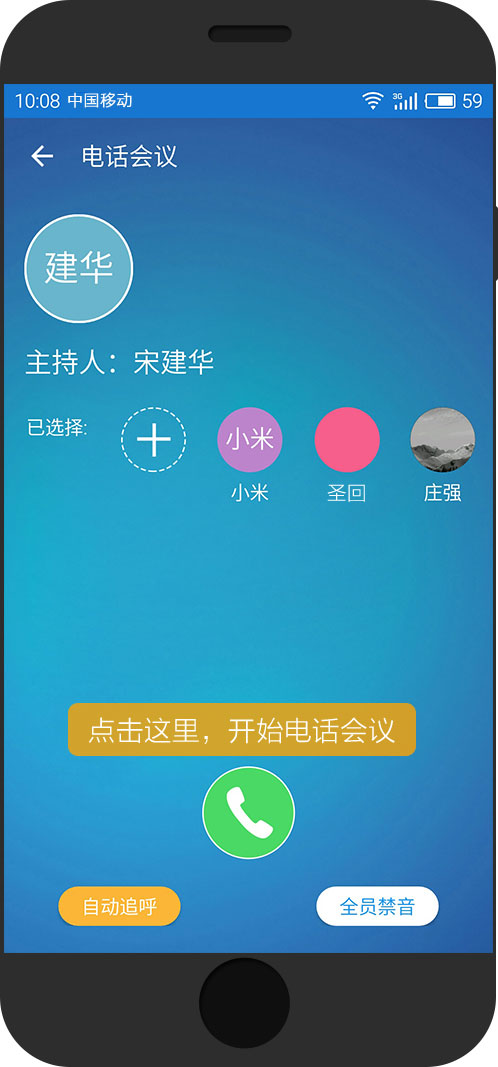 10:08 中国移动 3G 59
电话会议
建华
主持人：宋建华
已选择:
小米
小米 圣回 庄强
点击这里，开始电话会议
自动追呼 全员禁音